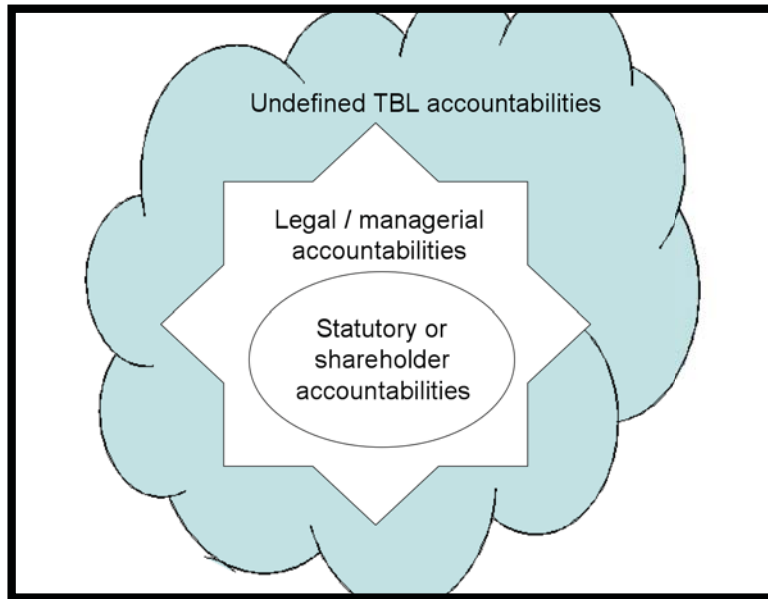 Undefined TBL accountabilities
Legal / managerial
accountabilities
Statutory or
shareholder
accountabilities